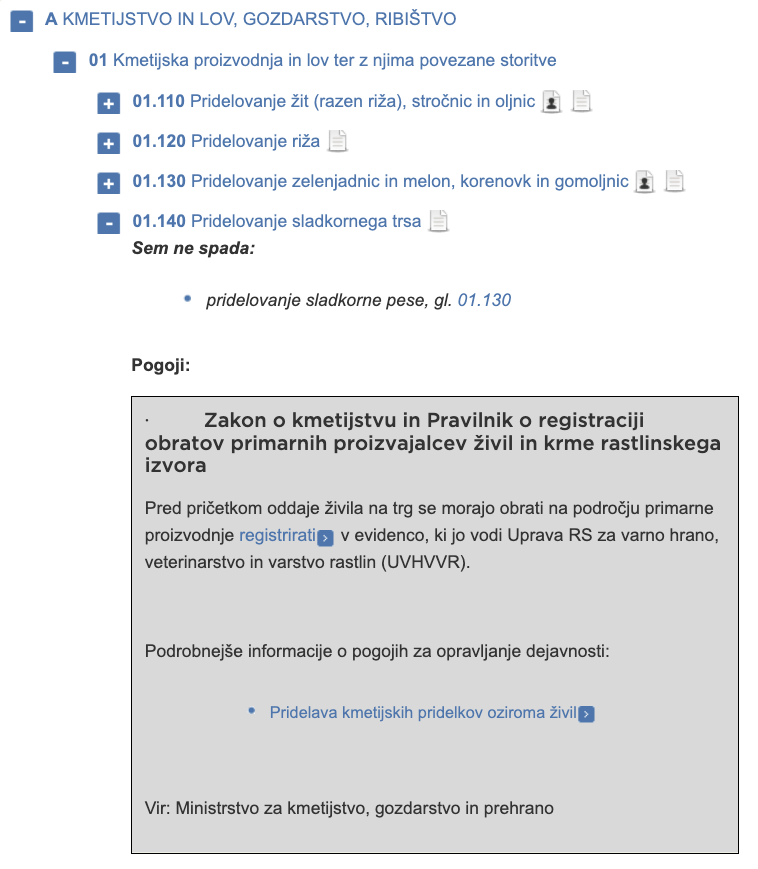 A KMETIJSTVO IN LOV, GOZDARSTVO, RIBIŠTVO
01 Kmetijska proizvodnja in lov ter z njima povezane storitve
01.110 Pridelovanje žit (razen riža), stročnic in oljnic
01.120 Pridelovanje riža
01.130 Pridelovanje zelenjadnic in melon, korenovk in gomoljnic
01.140 Pridelovanje sladkornega trsa
Sem ne spada:
• pridelovanje sladkorne pese, gl. 01.130
Pogoji:
· Zakon o kmetijstvu in Pravilnik o registraciji
obratov primarnih proizvajalcev živil in krme rastlinskega
izvora
Pred pričetkom oddaje živila na trg se morajo obrati na področju primarne
proizvodnje registrirati v evidenco, ki jo vodi Uprava RS za varno hrano,
veterinarstvo in varstvo rastlin (UVHVVR).
Podrobnejše informacije o pogojih za opravljanje dejavnosti:
• Pridelava kmetijskih pridelkov oziroma živil
Vir: Ministrstvo za kmetijstvo, gozdarstvo in prehrano